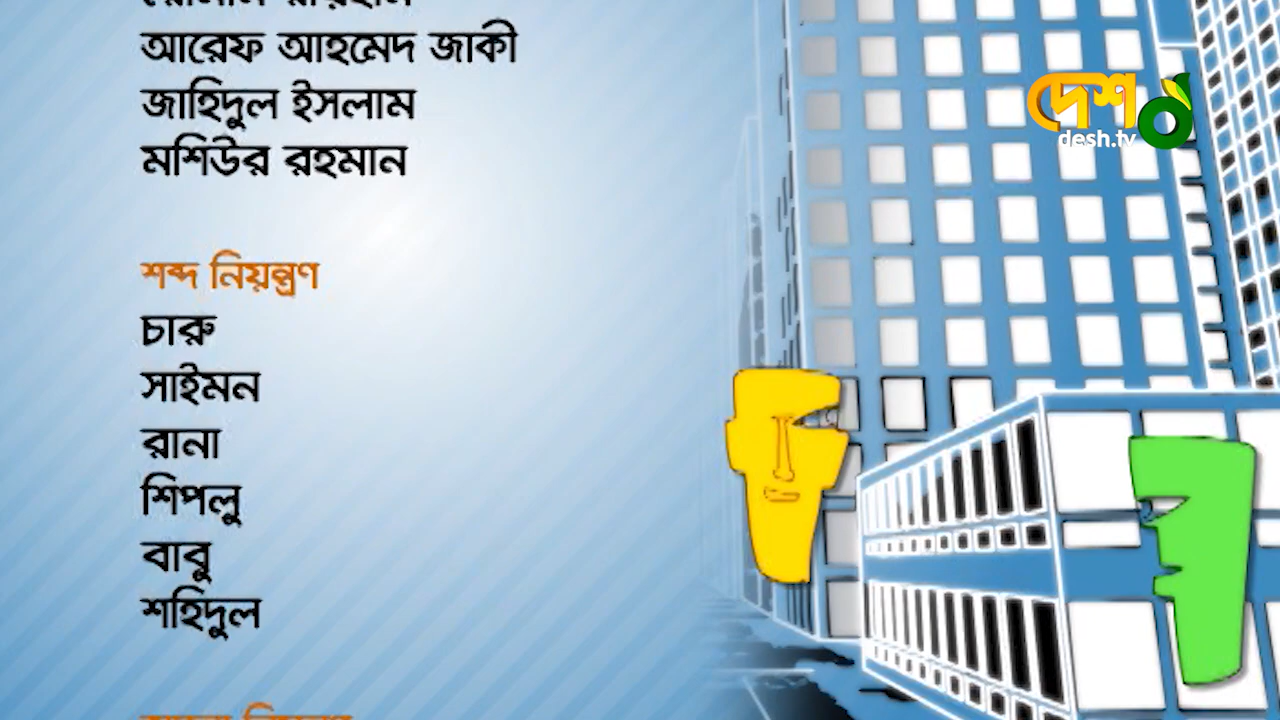 আরেফ আহমেদ জাকী
জাহিদুল ইসলাম
মশিউর রহমান
শব্দ নিয়ন্ত্রণ
চারু
সাইমন
রানা
শিপলু
বাবু
শহিদুল
দেশ
desh.tv